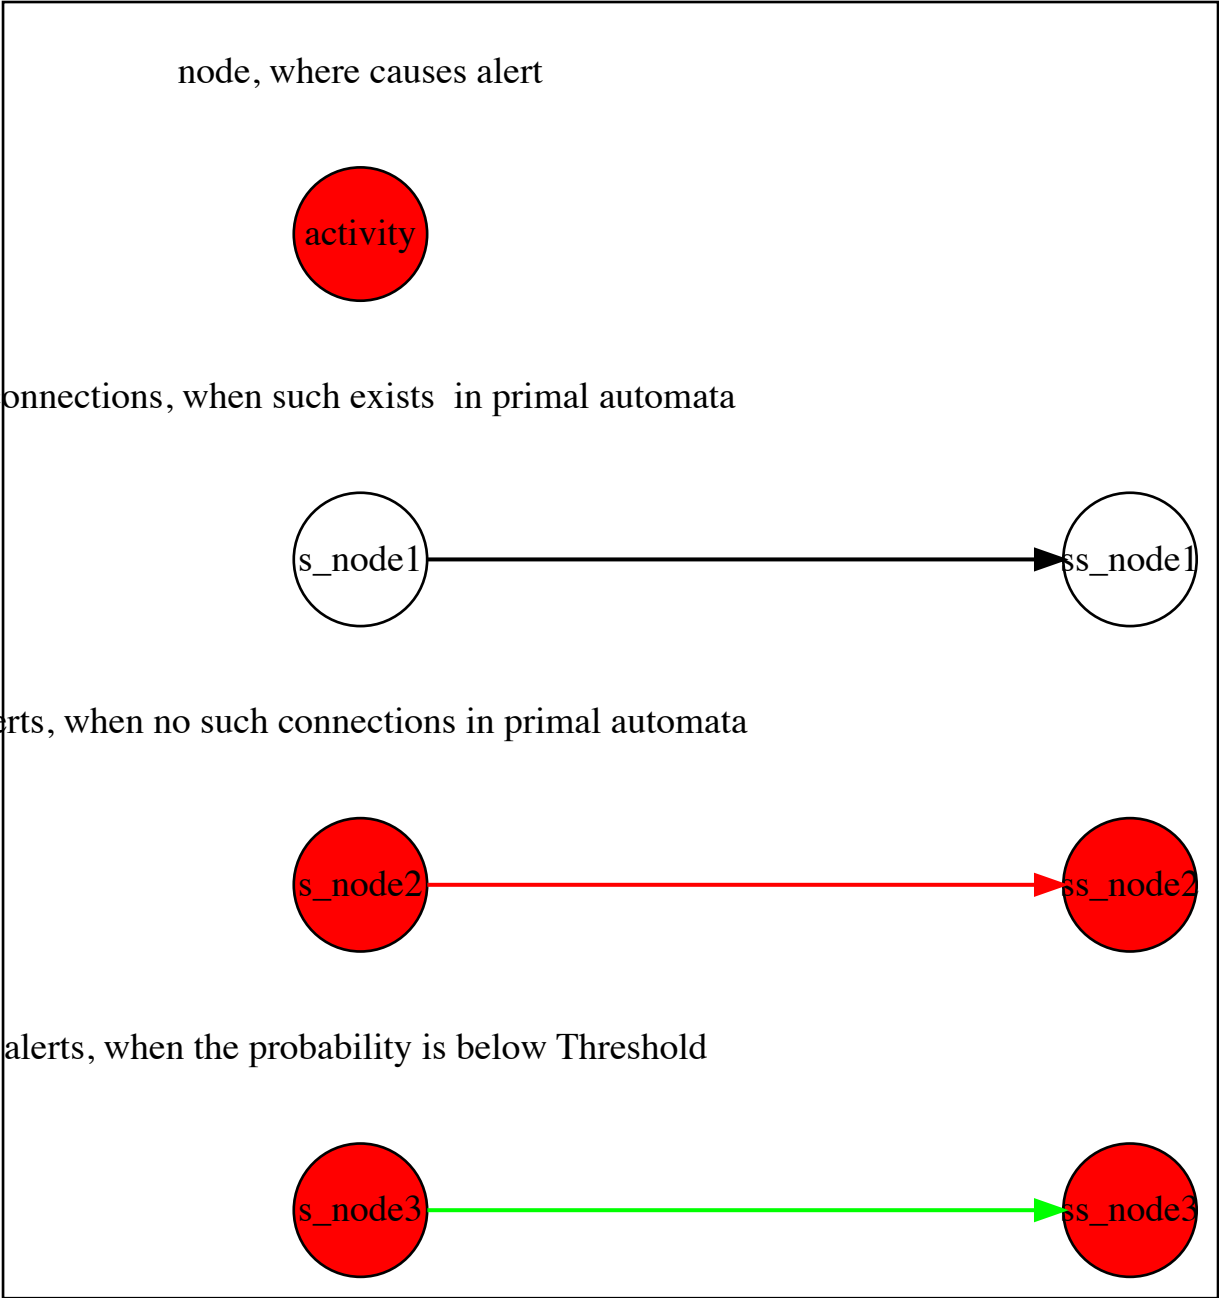 node, where causes alert
activity
onnections, when such exists  in primal automata
s_node1 ss_node1
erts, when no such connections in primal automata
s_node2 ss_node2
alerts, when the probability is below Threshold
s_node3 ss_node3